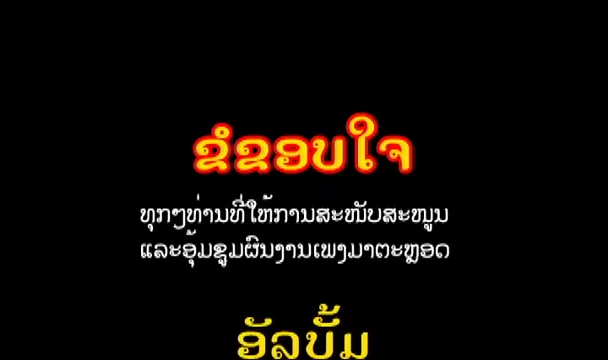 ຂໍຂອບໃຈ
ທຸກໆທ່ານທີ່ໃຫ້ການສະໜັບສະໜູນ
ແລະອຸ້ມຊູມຜົນງານເພງມາຕະຫຼອດ
ອັລບັ້ມ